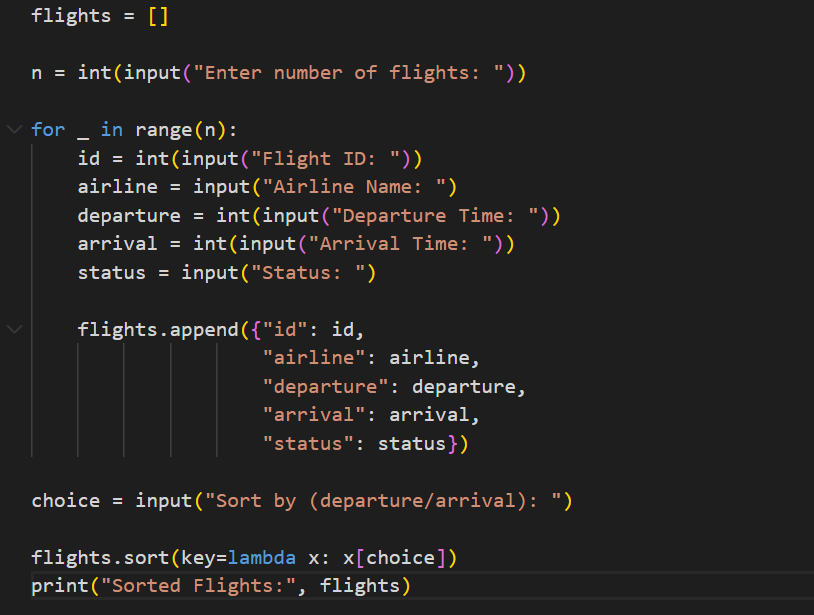 flights = []
n = int(input("Enter number of flights: "))
for _ in range(n):
    id = int(input("Flight ID: "))
    airline = input("Airline Name: ")
    departure = int(input("Departure Time: "))
    arrival = int(input("Arrival Time: "))
    status = input("Status: ")
    flights.append({"id": id,
                    "airline": airline,
                    "departure": departure,
                    "arrival": arrival,
                    "status": status})
choice = input("Sort by (departure/arrival): ")
flights.sort(key=lambda x: x[choice])
print("Sorted Flights:", flights)